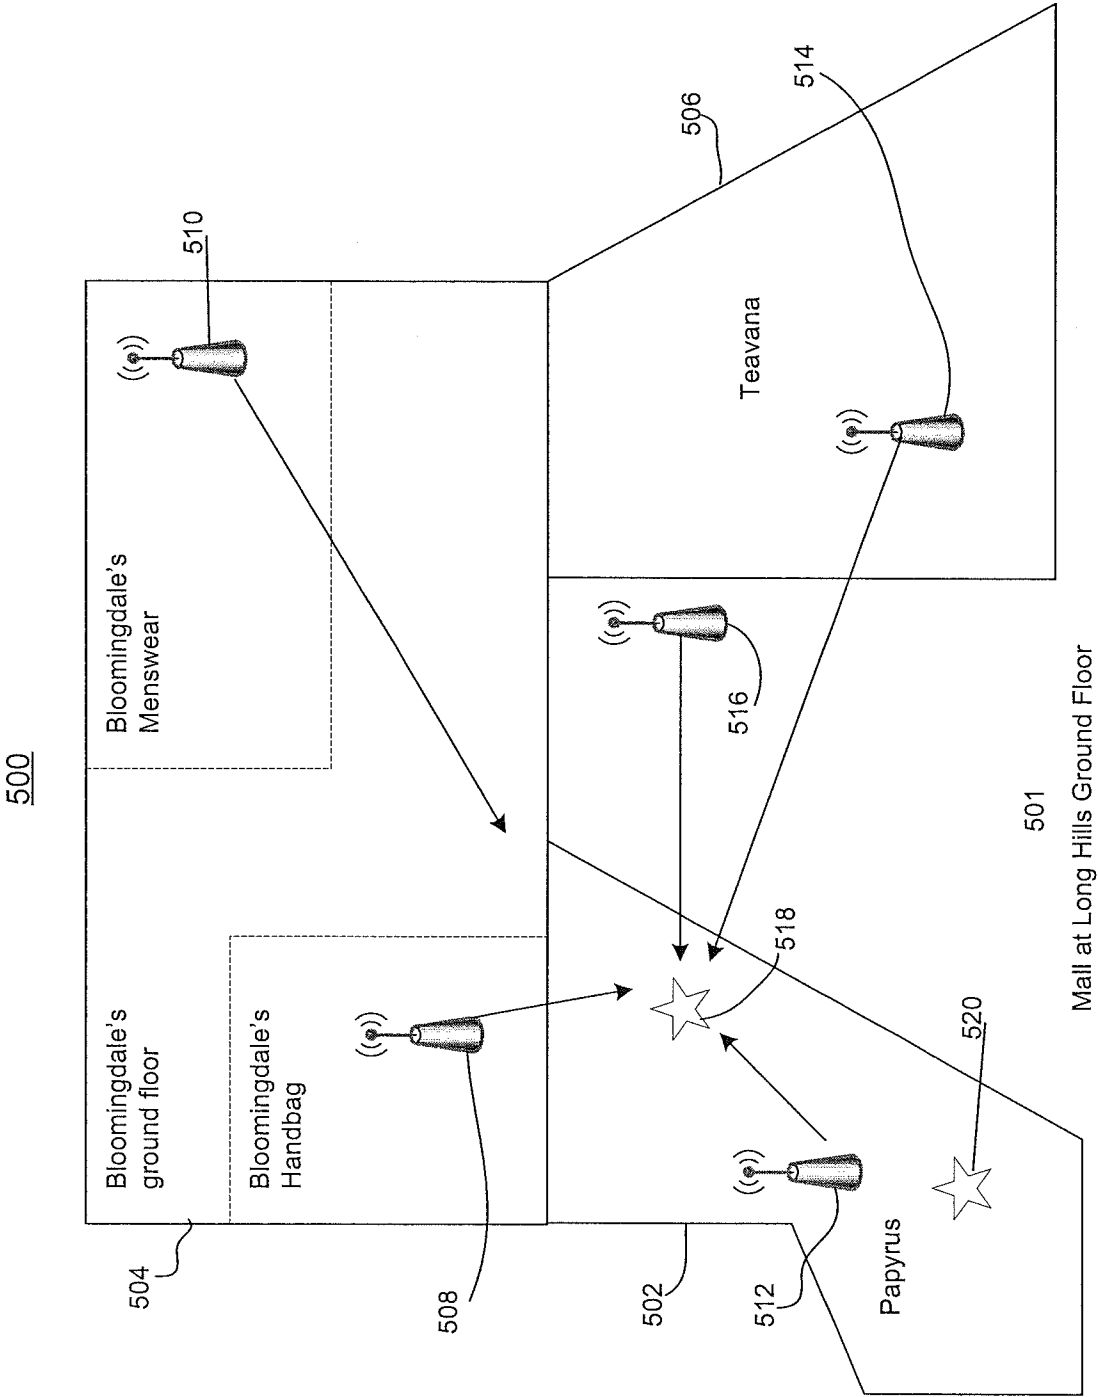 500
Bloomingdale's
ground floor
504
Bloomingdale's
Handbag
508
Bloomingdale's
Menswear
510
502
512
Papyrus
518
520
516
501
Mall at Long Hills Ground Floor
Teavana
506
514